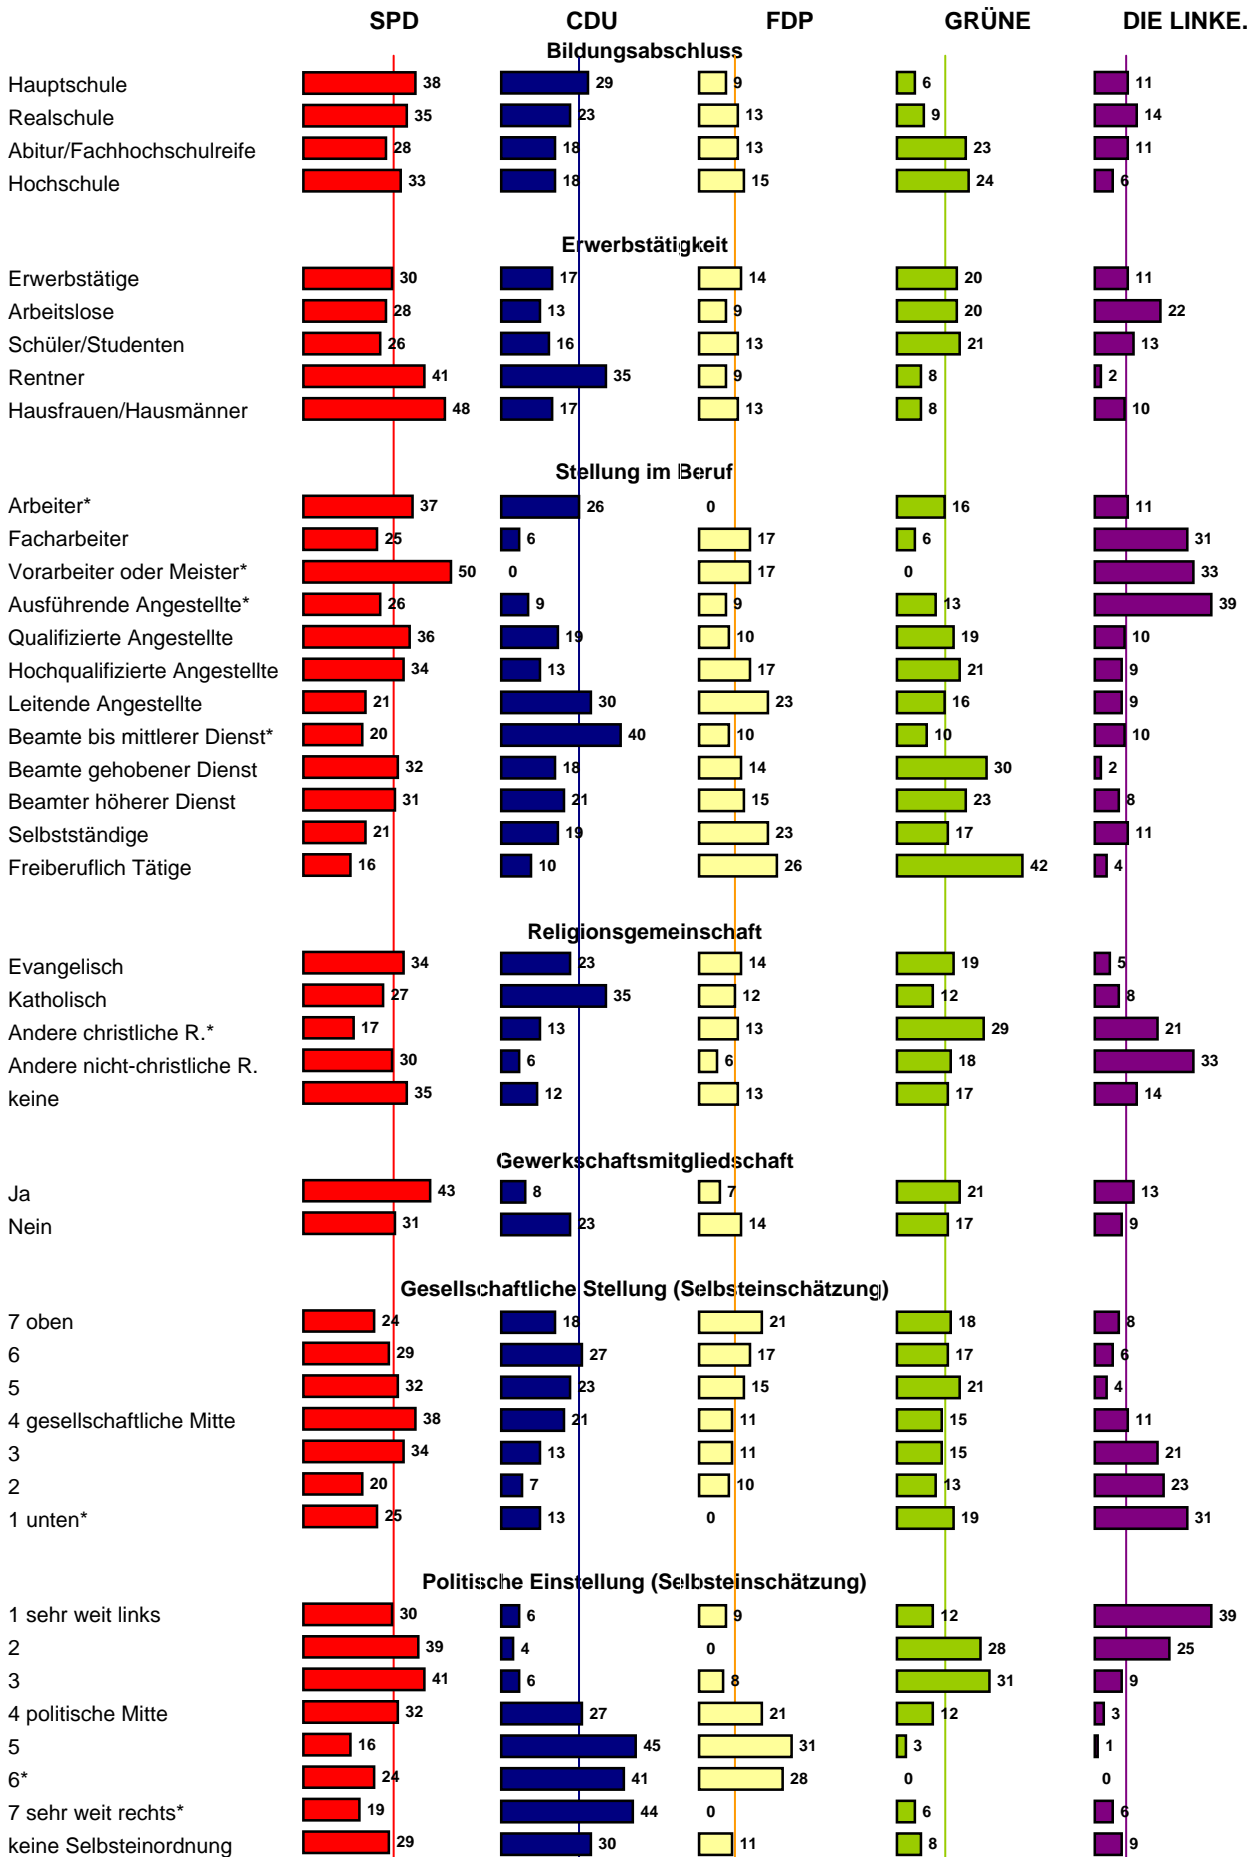 SPD CDU FDP GRÜNE DIE LINKE.
Bildungsabschluss
Hauptschule 38 29 9 6 11
Realschule 35 23 13 9 14
Abitur/Fachhochschulreife 28 18 13 23 11
Hochschule 33 18 15 24 6
Erwerbstätigkeit
Erwerbstätige 30 17 14 20 11
Arbeitslose 28 13 9 20 22
Schüler/Studenten 26 16 13 21 13
Rentner 41 35 9 8 2
Hausfrauen/Hausmänner 48 17 13 8 10
Stellung im Beruf
Arbeiter* 37 26 0 16 11
Facharbeiter 25 6 17 6 31
Vorarbeiter oder Meister* 50 0 17 0 33
Ausführende Angestellte* 26 9 9 13 39
Qualifizierte Angestellte 36 19 10 19 10
Hochqualifizierte Angestellte 34 13 17 21 9
Leitende Angestellte 21 30 23 16 9
Beamte bis mittlerer Dienst* 20 40 10 10 10
Beamte gehobener Dienst 32 18 14 30 2
Beamter höherer Dienst 31 21 15 23 8
Selbstständige 21 19 23 17 11
Freiberuflich Tätige 16 10 26 42 4
Religionsgemeinschaft
Evangelisch 34 23 14 19 5
Katholisch 27 35 12 12 8
Andere christliche R.* 17 13 13 29 21
Andere nicht-christliche R. 30 6 6 18 33
keine 35 12 13 17 14
Gewerkschaftsmitgliedschaft
Ja 43 8 7 21 13
Nein 31 23 14 17 9
Gesellschaftliche Stellung (Selbsteinschätzung)
7 oben 24 18 21 18 8
6 29 27 17 17 6
5 32 23 15 21 4
4 gesellschaftliche Mitte 38 21 11 15 11
3 34 13 11 15 21
2 20 7 10 13 23
1 unten* 25 13 0 19 31
Politische Einstellung (Selbsteinschätzung)
1 sehr weit links 30 6 9 12 39
2 39 4 0 28 25
3 41 6 8 31 9
4 politische Mitte 32 27 21 12 3
5 16 45 31 3 1
6* 24 41 28 0 0
7 sehr weit rechts* 19 44 0 6 6
keine Selbsteinordnung 29 30 11 8 9